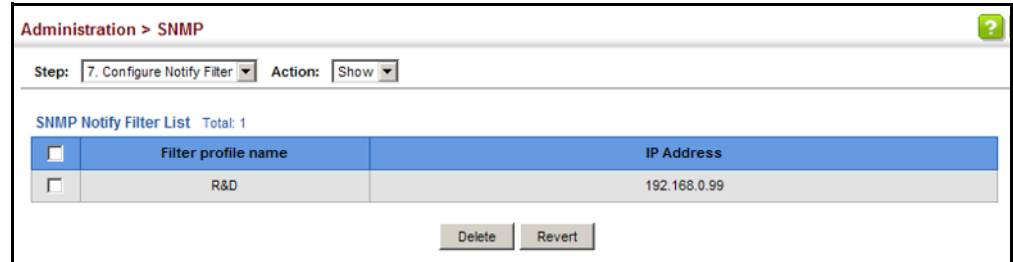 Administration > SNMP
?
Step: 7. Configure Notify Filter Action: Show
SNMP Notify Filter List Total: 1
Filter profile name IP Address
R&D 192.168.0.99
Delete Revert